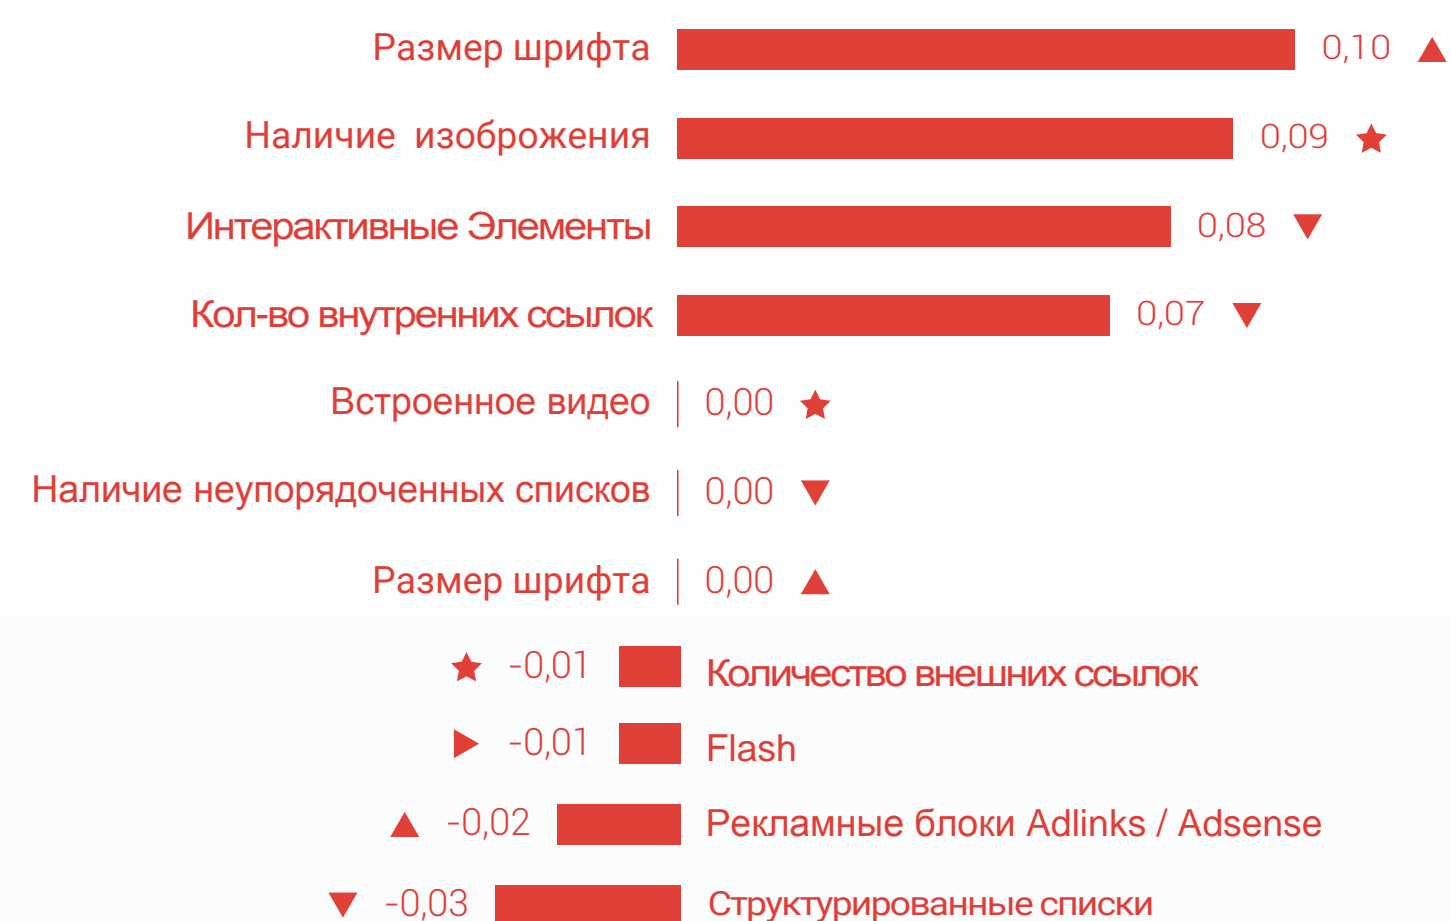 Размер шрифта 0,10
Наличие изоброжения 0,09
Интерактивные Элементы 0,08
Кол-во внутренних ссылок 0,07
Встроенное видео 0,00
Наличие неупорядоченных списков 0,00
Размер шрифта 0,00
-0,01 Количество внешних ссылок
-0,01 Flash
-0,02 Рекламные блоки Adlinks / Adsense
-0,03 Структурированные списки